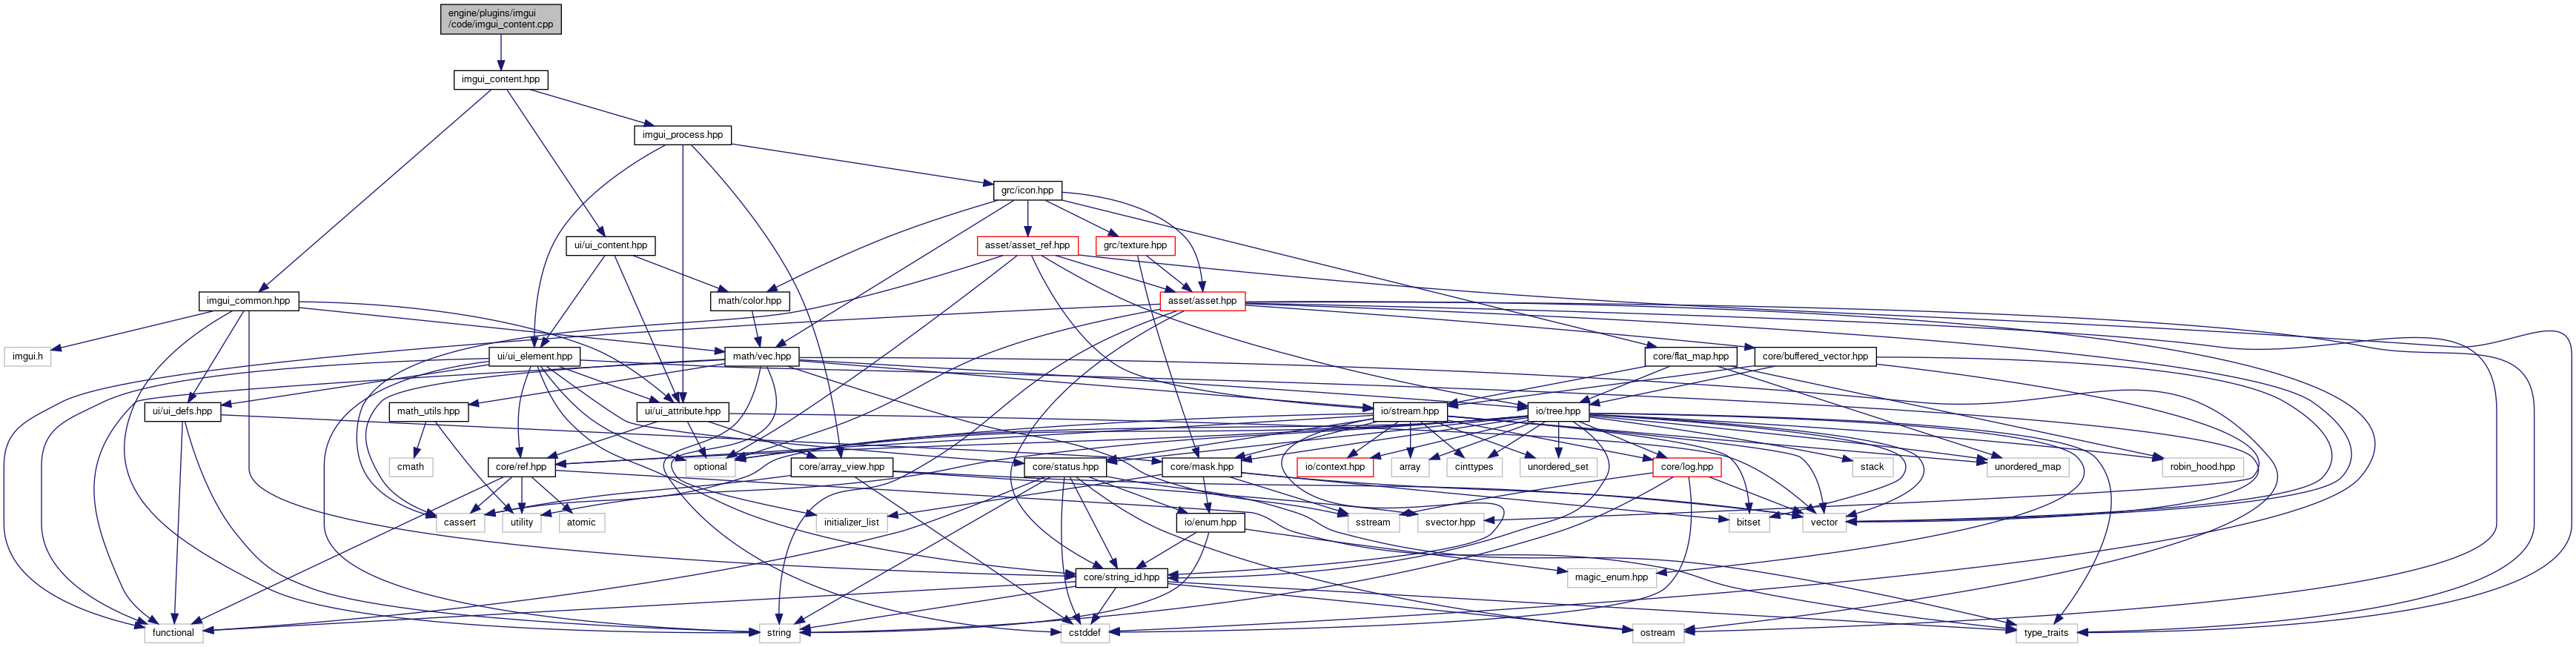 engine/plugins/imgui
/code/imgui_content.cpp
imgui_content.hpp
imgui_process.hpp
grc/icon.hpp
ui/ui_content.hpp
asset/asset_ref.hpp
grc/texture.hpp
imgui_common.hpp
math/color.hpp
asset/asset.hpp
imgui.h
ui/ui_element.hpp
math/vec.hpp
core/flat_map.hpp
core/buffered_vector.hpp
ui/ui_defs.hpp
math_utils.hpp
ui/ui_attribute.hpp
io/stream.hpp
io/tree.hpp
cmath
core/ref.hpp
optional
core/array_view.hpp
core/status.hpp
core/mask.hpp
io/context.hpp
array
cinttypes
unordered_set
core/log.hpp
stack
unordered_map
robin_hood.hpp
cassert
utility
atomic
initializer_list
io/enum.hpp
sstream
svector.hpp
bitset
vector
core/string_id.hpp
magic_enum.hpp
functional
string
cstddef
ostream
type_traits